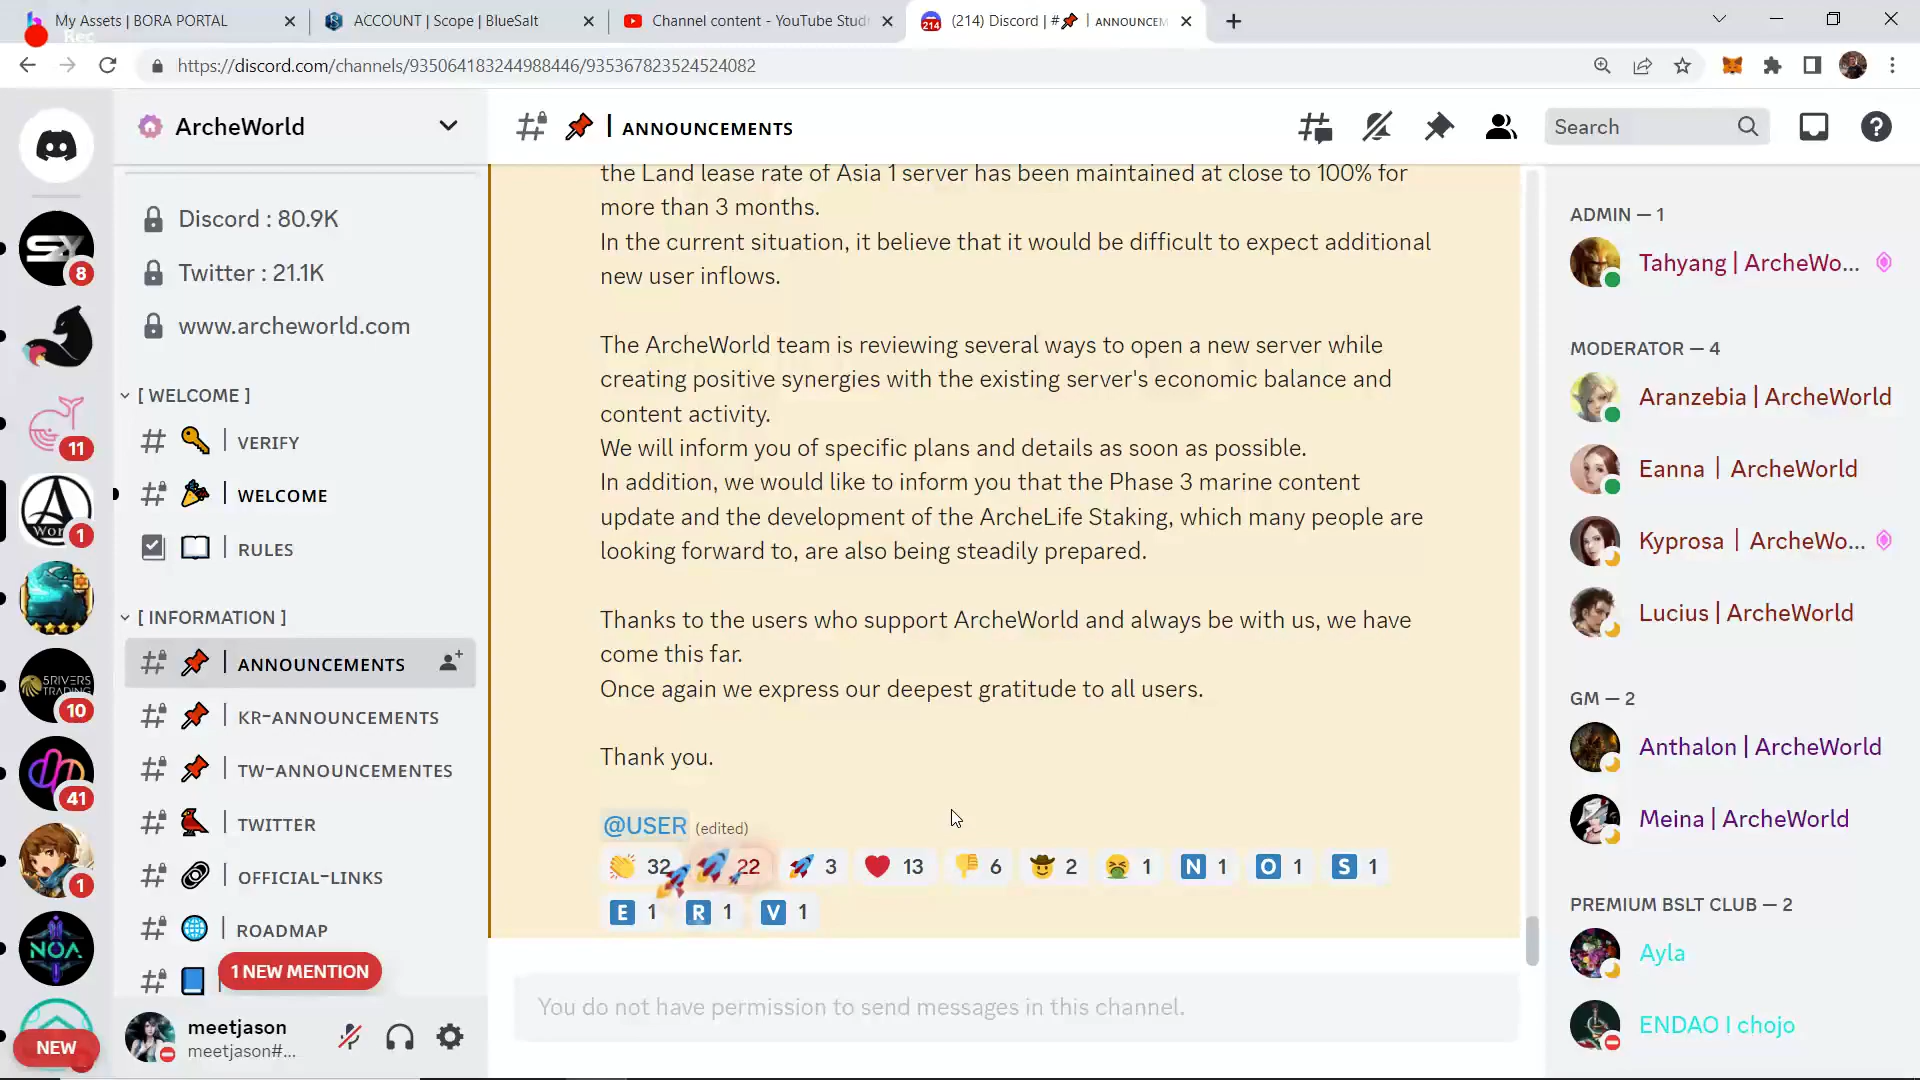 My Assets | BORA PORTAL
ACCOUNT | Scope | BlueSalt
Channel content - YouTube Stud
(214) Discord | #📌 | ANNOUNCEM
Rec
https://discord.com/channels/935064183244988446/935367823524524082
ArcheWorld
ANNOUNCEMENTS
Search
Discord : 80.9K
Twitter : 21.1K
www.archeworld.com
[ WELCOME ]
VERIFY
WELCOME
RULES
[ INFORMATION ]
ANNOUNCEMENTS
KR-ANNOUNCEMENTS
TW-ANNOUNCEMENTES
TWITTER
OFFICIAL-LINKS
ROADMAP
1 NEW MENTION
meetjason
meetjason#...
8
11
World
1
5RIVERS
TRADING
10
41
1
NOA
NEW
the Land lease rate of Asia 1 server has been maintained at close to 100% for
more than 3 months.
In the current situation, it believe that it would be difficult to expect additional
new user inflows.
The ArcheWorld team is reviewing several ways to open a new server while
creating positive synergies with the existing server's economic balance and
content activity.
We will inform you of specific plans and details as soon as possible.
In addition, we would like to inform you that the Phase 3 marine content
update and the development of the ArcheLife Staking, which many people are
looking forward to, are also being steadily prepared.
Thanks to the users who support ArcheWorld and always be with us, we have
come this far.
Once again we express our deepest gratitude to all users.
Thank you.
@USER (edited)
👏 32 🚀 22 🚀 3 ❤️ 13 👎 6 🤠 2 🤮 1 N 1 O 1 S 1
E 1 R 1 V 1
You do not have permission to send messages in this channel.
ADMIN — 1
Tahyang | ArcheWo...
MODERATOR — 4
Aranzebia | ArcheWorld
Eanna | ArcheWorld
Kyprosa | ArcheWo...
Lucius | ArcheWorld
GM — 2
Anthalon | ArcheWorld
Meina | ArcheWorld
PREMIUM BSLT CLUB — 2
Ayla
ENDAO I chojo